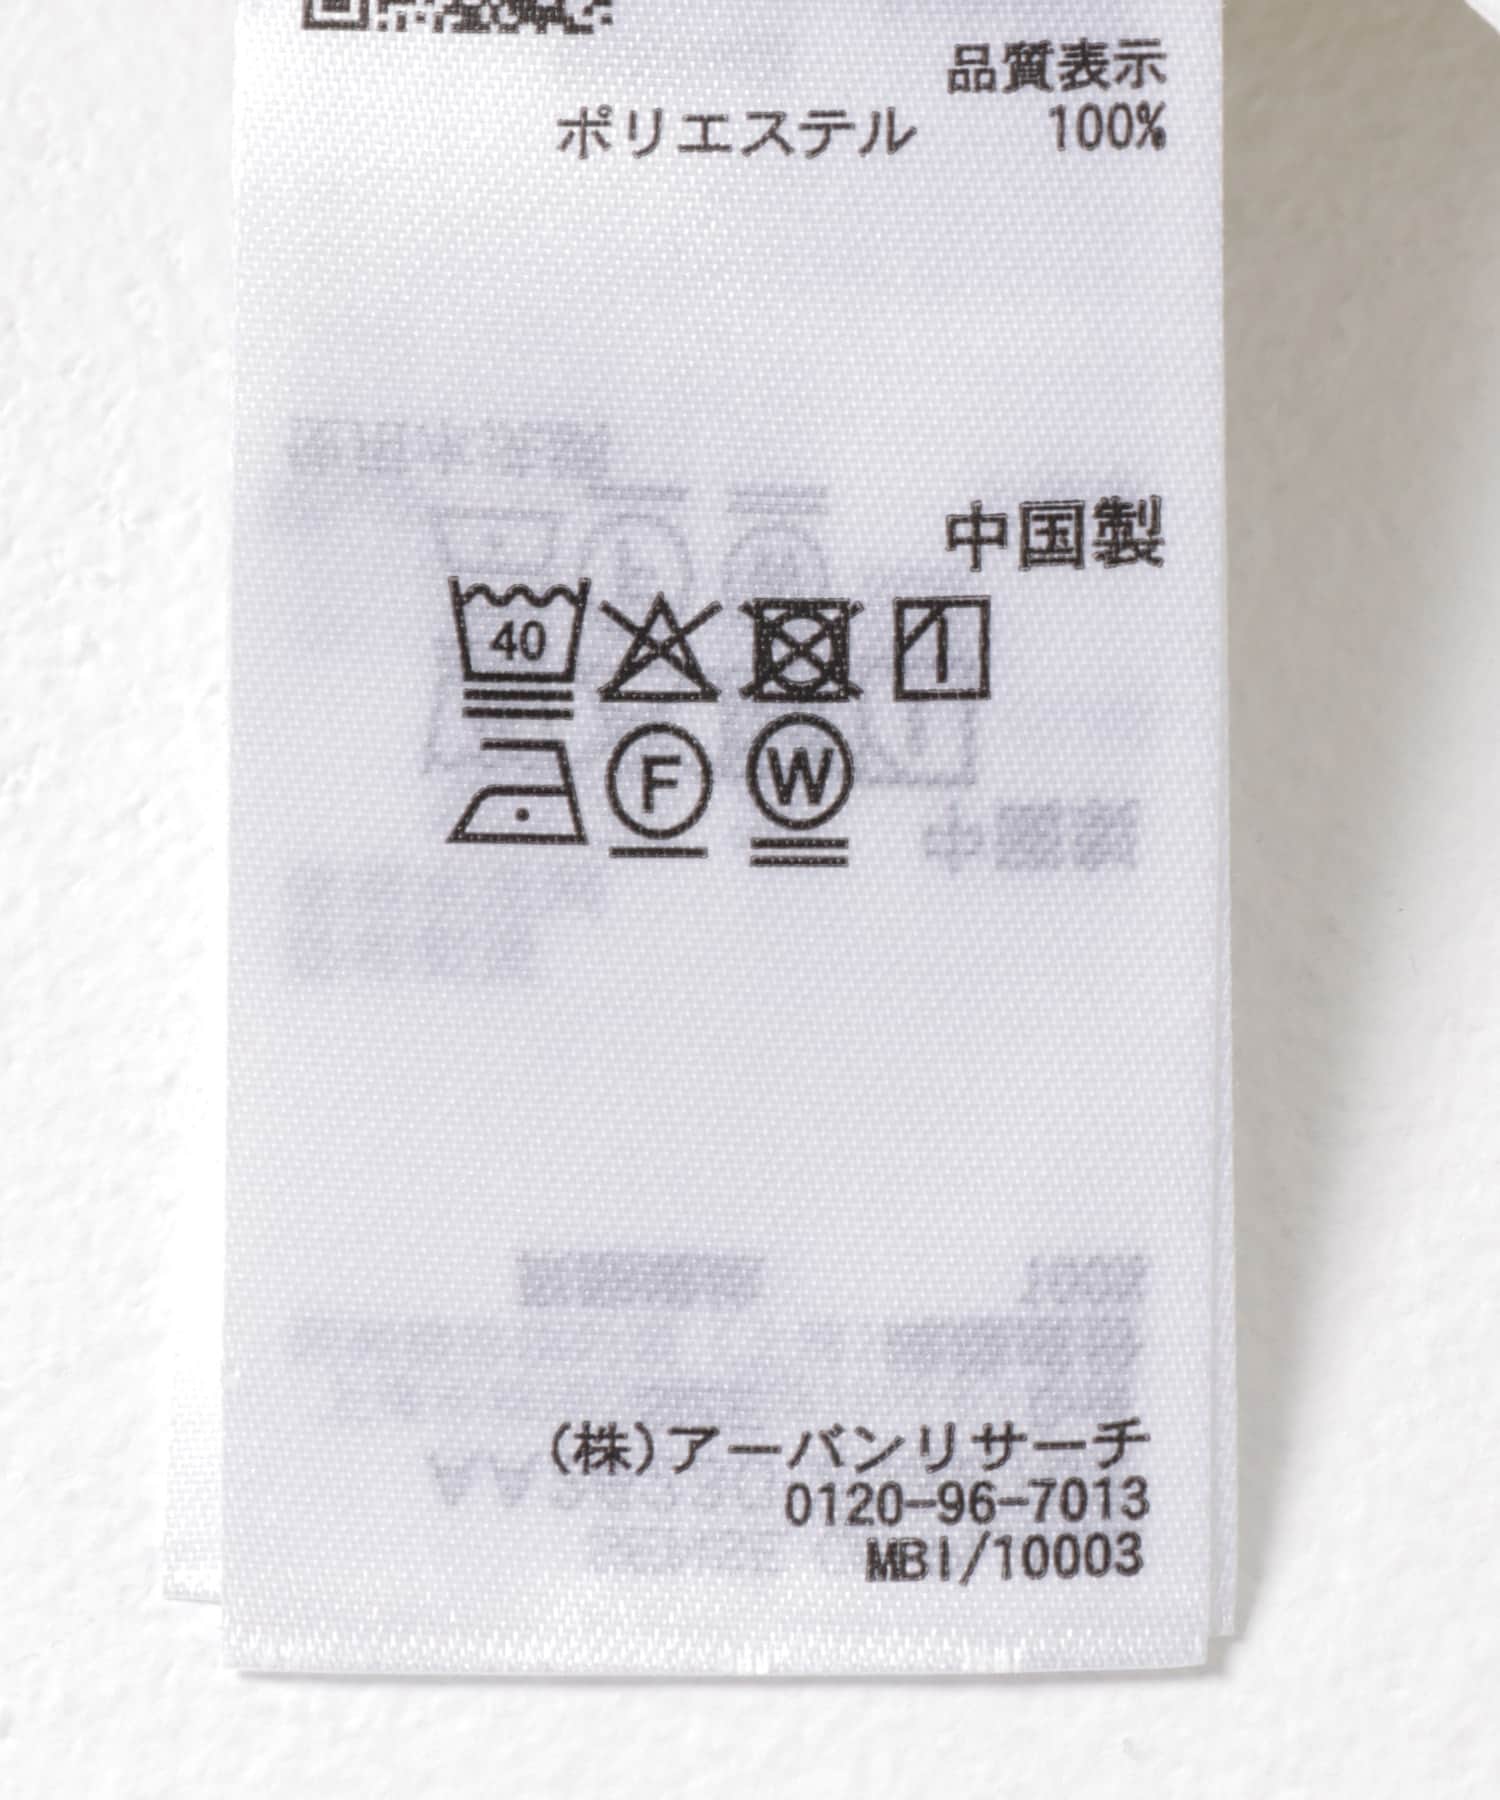 品質表示
ポリエステル 100%
中国製
40
F W
(株)アーバンリサーチ
0120-96-7013
MBI/10003